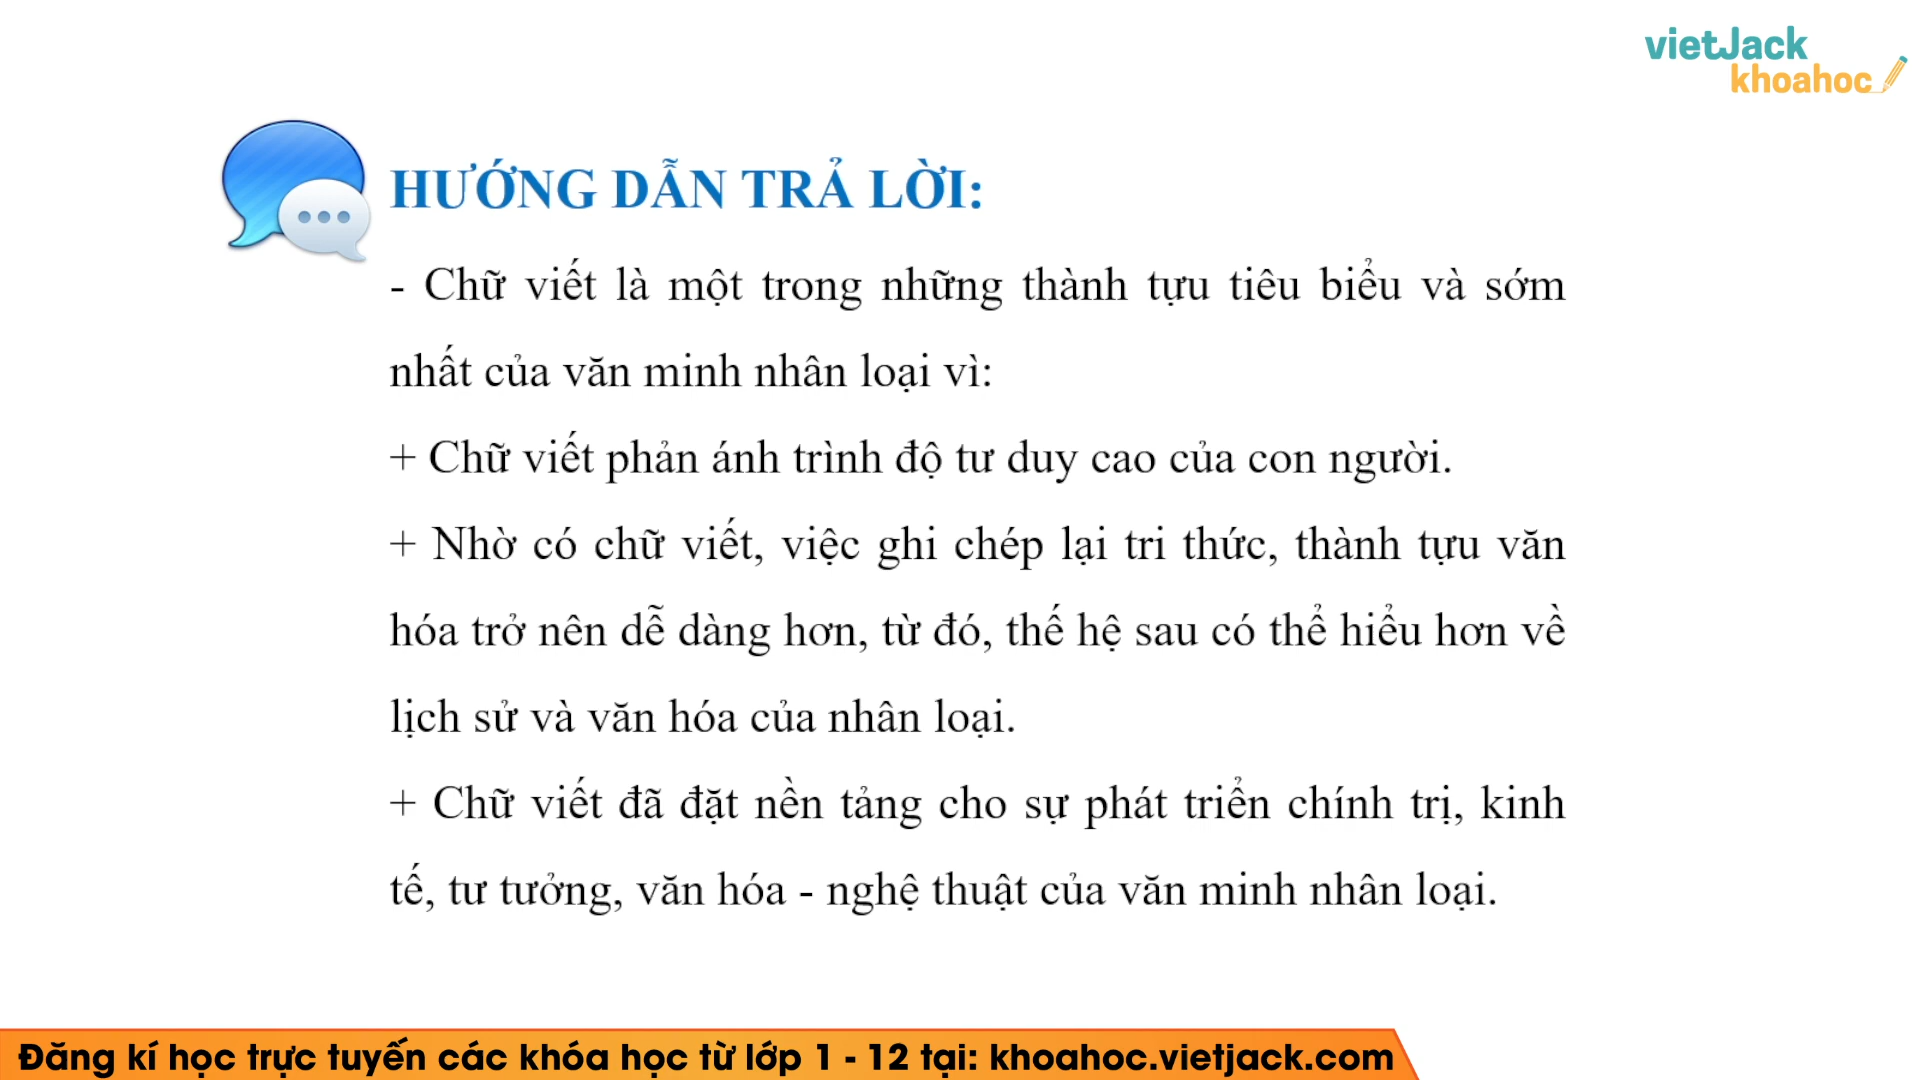 vietJack
khoahoc
HƯỚNG DẪN TRẢ LỜI:
- Chữ viết là một trong những thành tựu tiêu biểu và sớm
nhất của văn minh nhân loại vì:
+ Chữ viết phản ánh trình độ tư duy cao của con người.
+ Nhờ có chữ viết, việc ghi chép lại tri thức, thành tựu văn
hóa trở nên dễ dàng hơn, từ đó, thế hệ sau có thể hiểu hơn về
lịch sử và văn hóa của nhân loại.
+ Chữ viết đã đặt nền tảng cho sự phát triển chính trị, kinh
tế, tư tưởng, văn hóa - nghệ thuật của văn minh nhân loại.
Đăng kí học trực tuyến các khóa học từ lớp 1 - 12 tại: khoahoc.vietjack.com